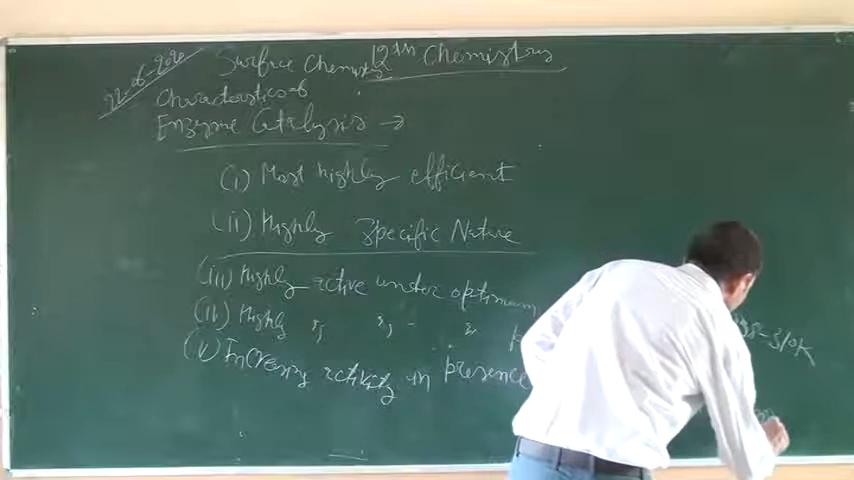 22-06-2020
Surface Chemistry 12th Chemistry
Characteristics of
Enzyme Catalysis →
(i) Most highly efficient
(ii) Highly Specific Nature
(iii) Highly active under optimum
298-310K
(iv) Highly " " - "
(v) Increasing activity in presence